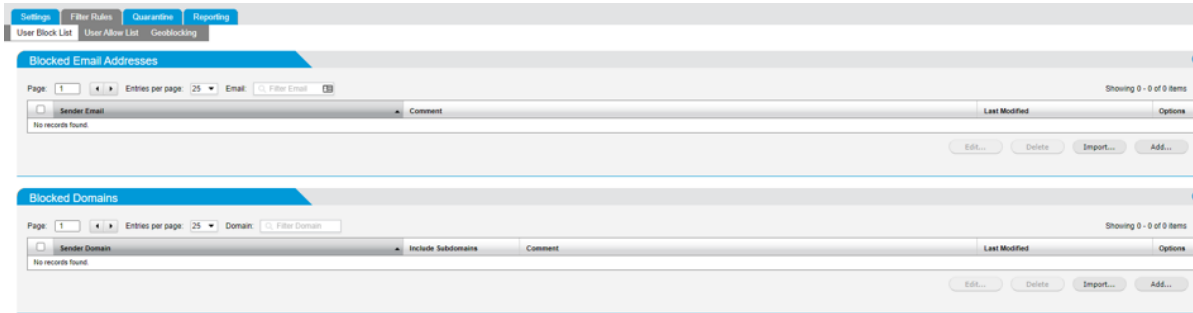 Settings Filter Rules Quarantine Reporting
User Block List User Allow List Geoblocking
Blocked Email Addresses
Page: 1 Entries per page: 25 Email: Filter Email Showing 0 - 0 of 0 items
Sender Email Comment Last Modified Options
No records found.
Edit... Delete Import... Add...
Blocked Domains
Page: 1 Entries per page: 25 Domain: Filter Domain Showing 0 - 0 of 0 items
Sender Domain Include Subdomains Comment Last Modified Options
No records found.
Edit... Delete Import... Add...